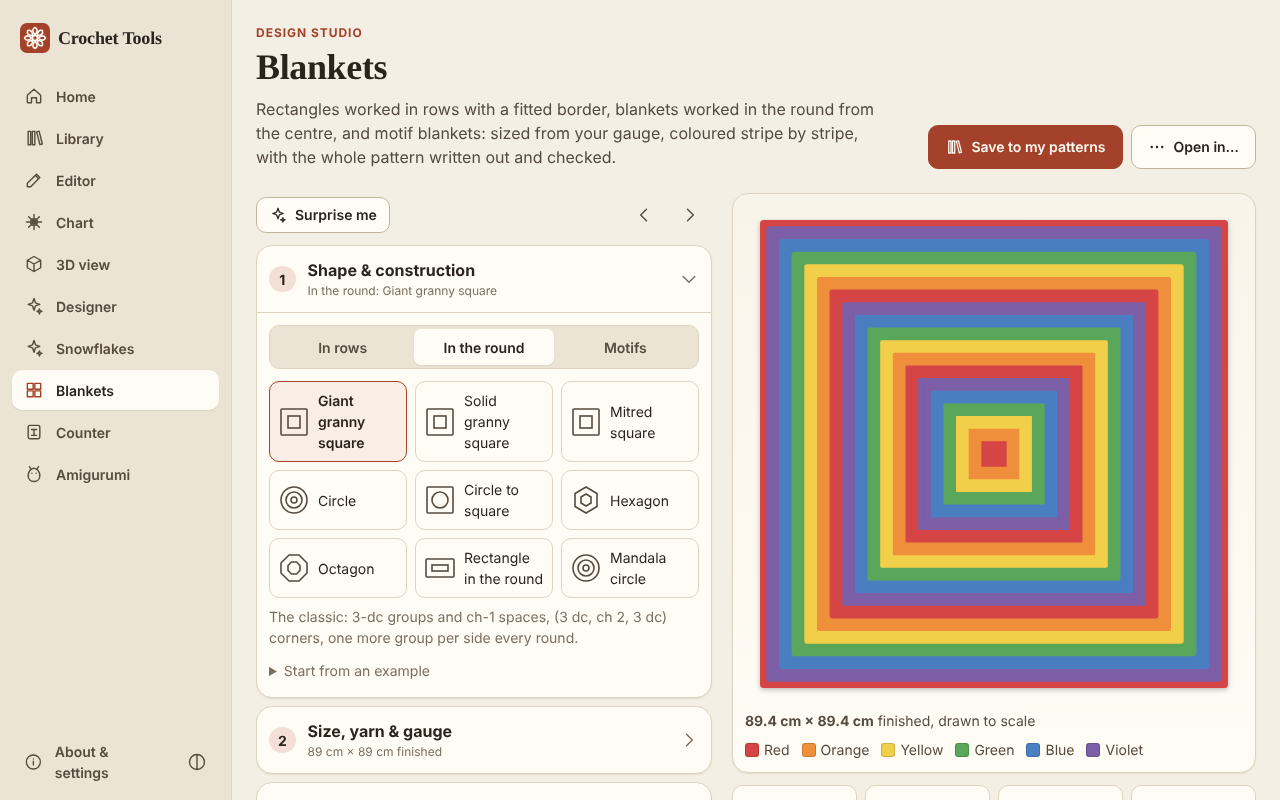 Crochet Tools
Home
Library
Editor
Chart
3D view
Designer
Snowflakes
Blankets
Counter
Amigurumi
About &
settings
DESIGN STUDIO
Blankets
Rectangles worked in rows with a fitted border, blankets worked in the round from
the centre, and motif blankets: sized from your gauge, coloured stripe by stripe,
with the whole pattern written out and checked.
Save to my patterns
Open in...
Surprise me
1
Shape & construction
In the round: Giant granny square
In rows
In the round
Motifs
Giant
granny
square
Solid
granny
square
Mitred
square
Circle
Circle to
square
Hexagon
Octagon
Rectangle
in the round
Mandala
circle
The classic: 3-dc groups and ch-1 spaces, (3 dc, ch 2, 3 dc)
corners, one more group per side every round.
Start from an example
2
Size, yarn & gauge
89 cm × 89 cm finished
89.4 cm × 89.4 cm finished, drawn to scale
Red
Orange
Yellow
Green
Blue
Violet